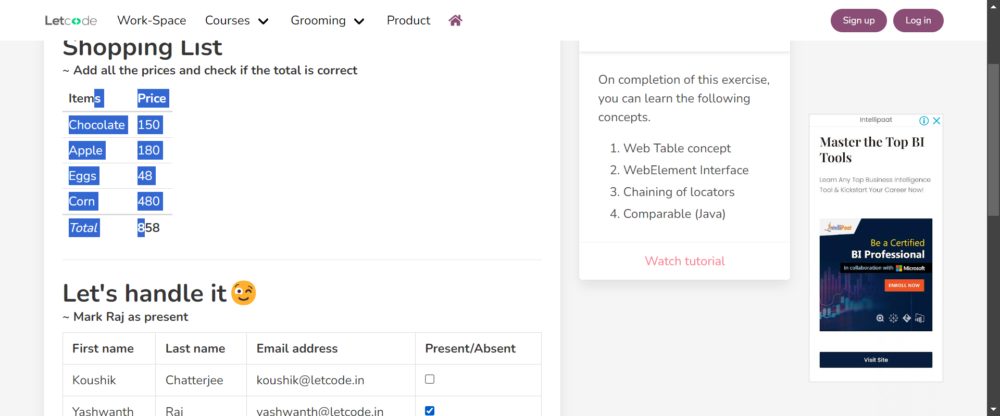 Letcode Work-Space Courses Grooming Product Sign up Log in
Shopping List
~ Add all the prices and check if the total is correct
Items Price
Chocolate 150
Apple 180
Eggs 48
Corn 480
Total 858
Let's handle it
~ Mark Raj as present
First name Last name Email address Present/Absent
Koushik Chatterjee koushik@letcode.in
Yashwanth Raj yashwanth@letcode.in
On completion of this exercise,
you can learn the following
concepts.
1. Web Table concept
2. WebElement Interface
3. Chaining of locators
4. Comparable (Java)
Watch tutorial
Intellipaat
Master the Top BI
Tools
Learn Any Top Business Intelligence
Tool & Kickstart Your Career Now!
IntelliPaat
Be a Certified
BI Professional
In collaboration with Microsoft
ENROLL NOW
Visit Site